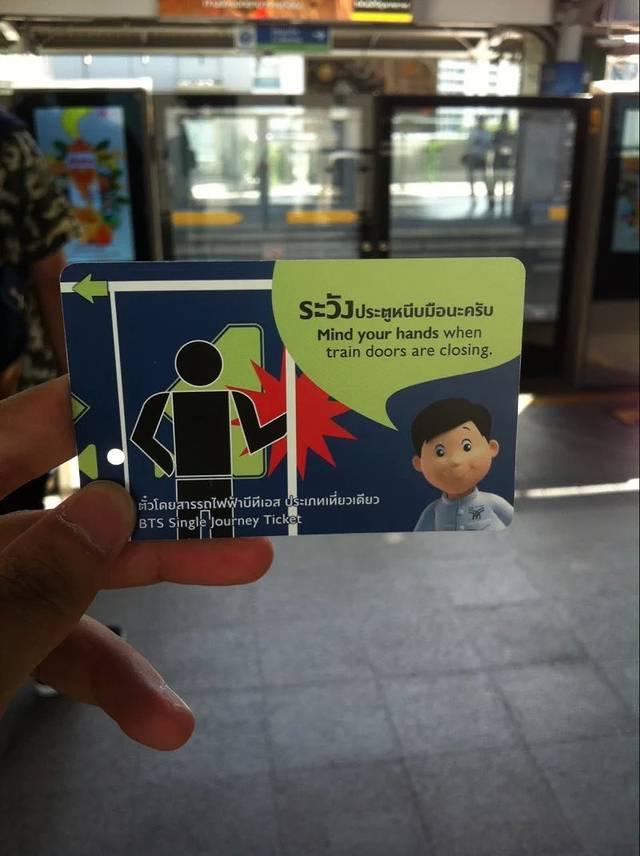 ระวังประตูหนีบมือนะครับ
Mind your hands when
train doors are closing.
ตั๋วโดยสารรถไฟฟ้าบีทีเอส ประเภทเที่ยวเดียว
BTS Single Journey Ticket